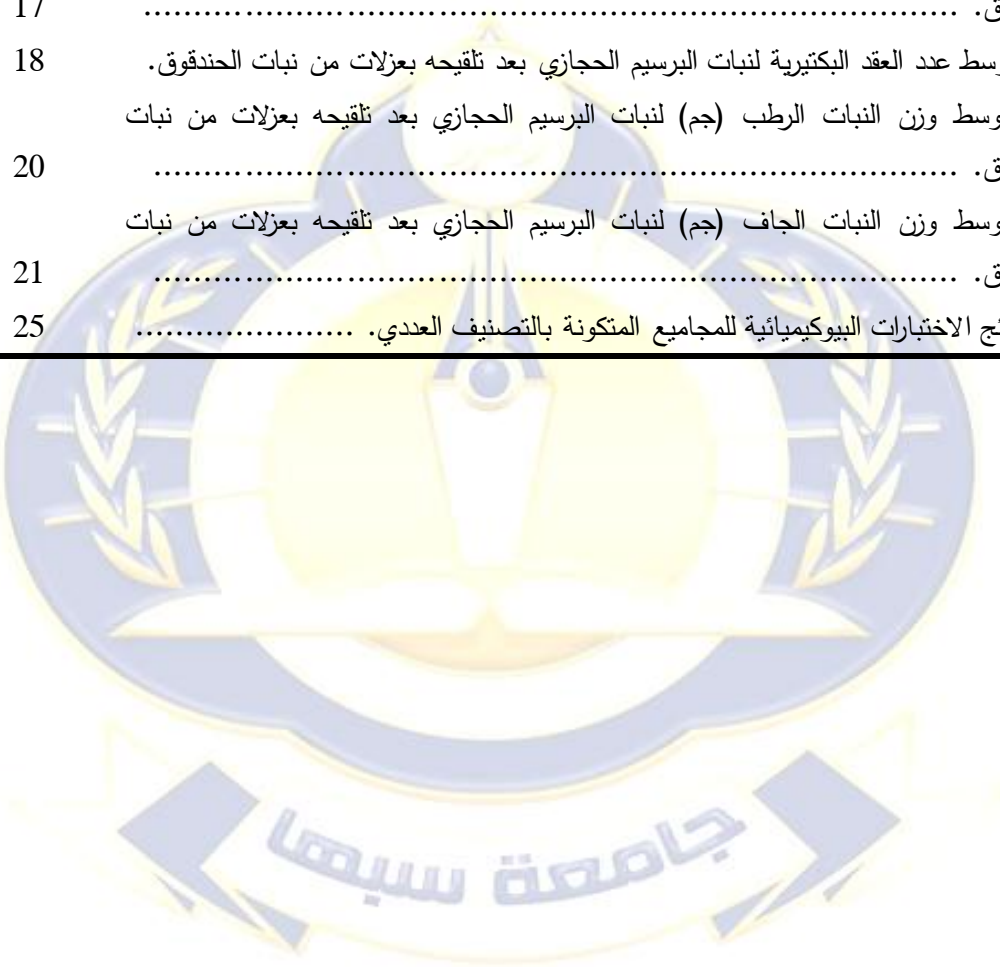 ق. ........................................ 17
وسط عدد العقد البكتيرية لنبات البرسيم الحجازي بعد تلقيحه بعزلات من نبات الحندقوق. 18
وسط وزن النبات الرطب (جم) لنبات البرسيم الحجازي بعد تلقيحه بعزلات من نبات
ق. ........................................ 20
وسط وزن النبات الجاف (جم) لنبات البرسيم الحجازي بعد تلقيحه بعزلات من نبات
ق. ........................................ 21
ئج الاختبارات البيوكيميائية للمجاميع المتكونة بالتصنيف العددي. ..................... 25
جامعة سبها